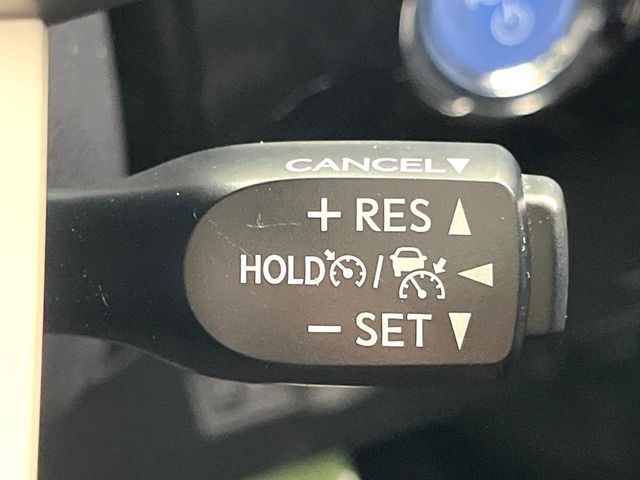 CANCEL▼
+ RES ▲
HOLD / ◀
- SET ▼